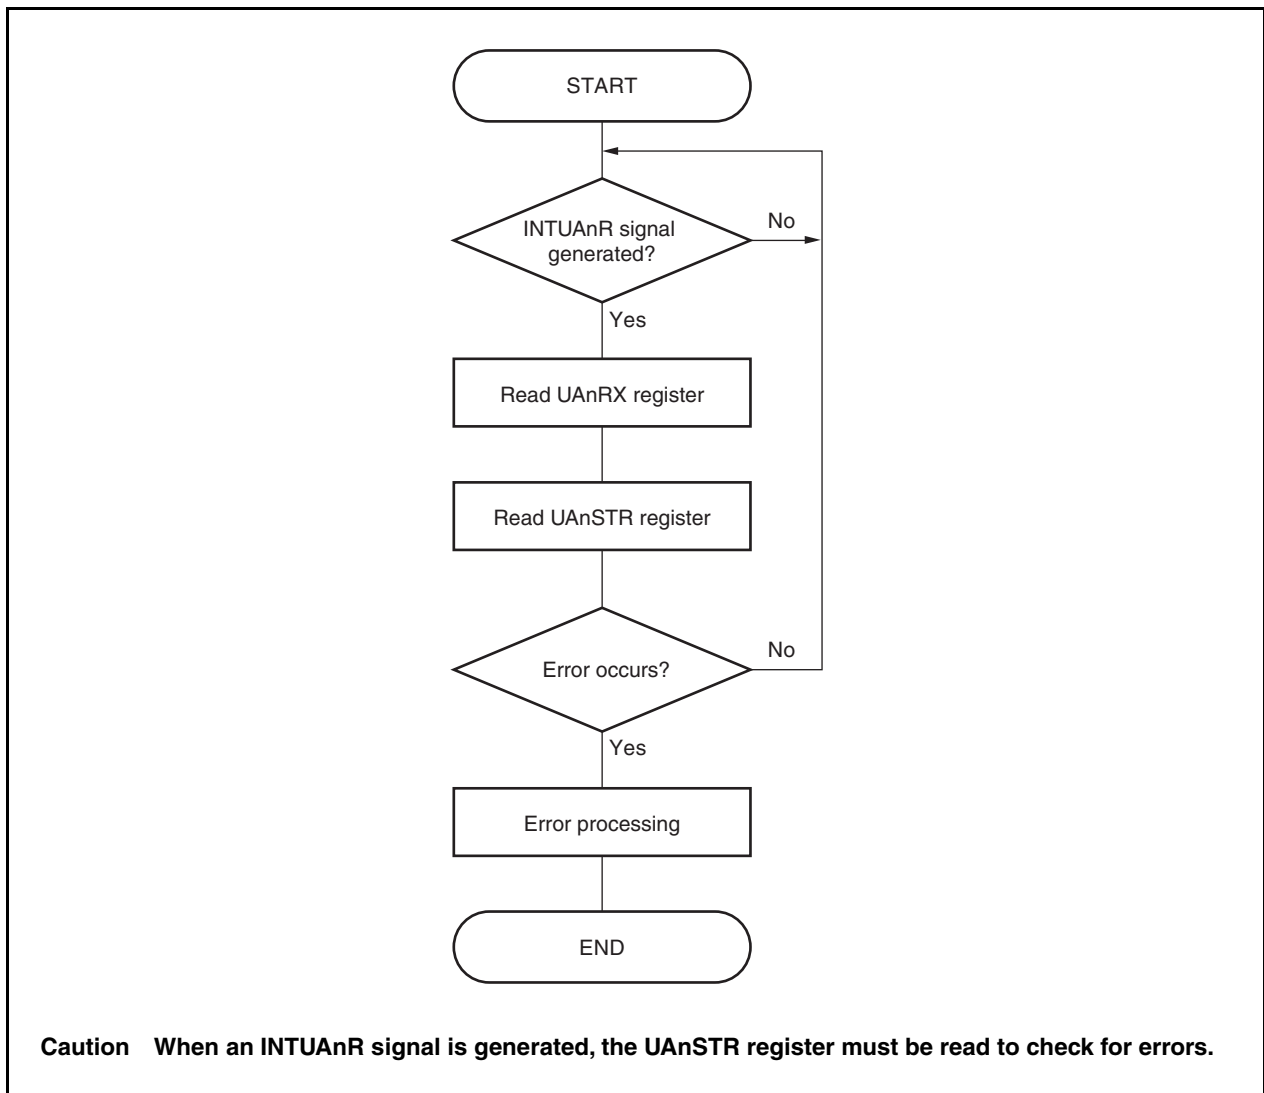 START
INTUAnR signal
generated?
No
Yes
Read UAnRX register
Read UAnSTR register
Error occurs?
No
Yes
Error processing
END
Caution When an INTUAnR signal is generated, the UAnSTR register must be read to check for errors.